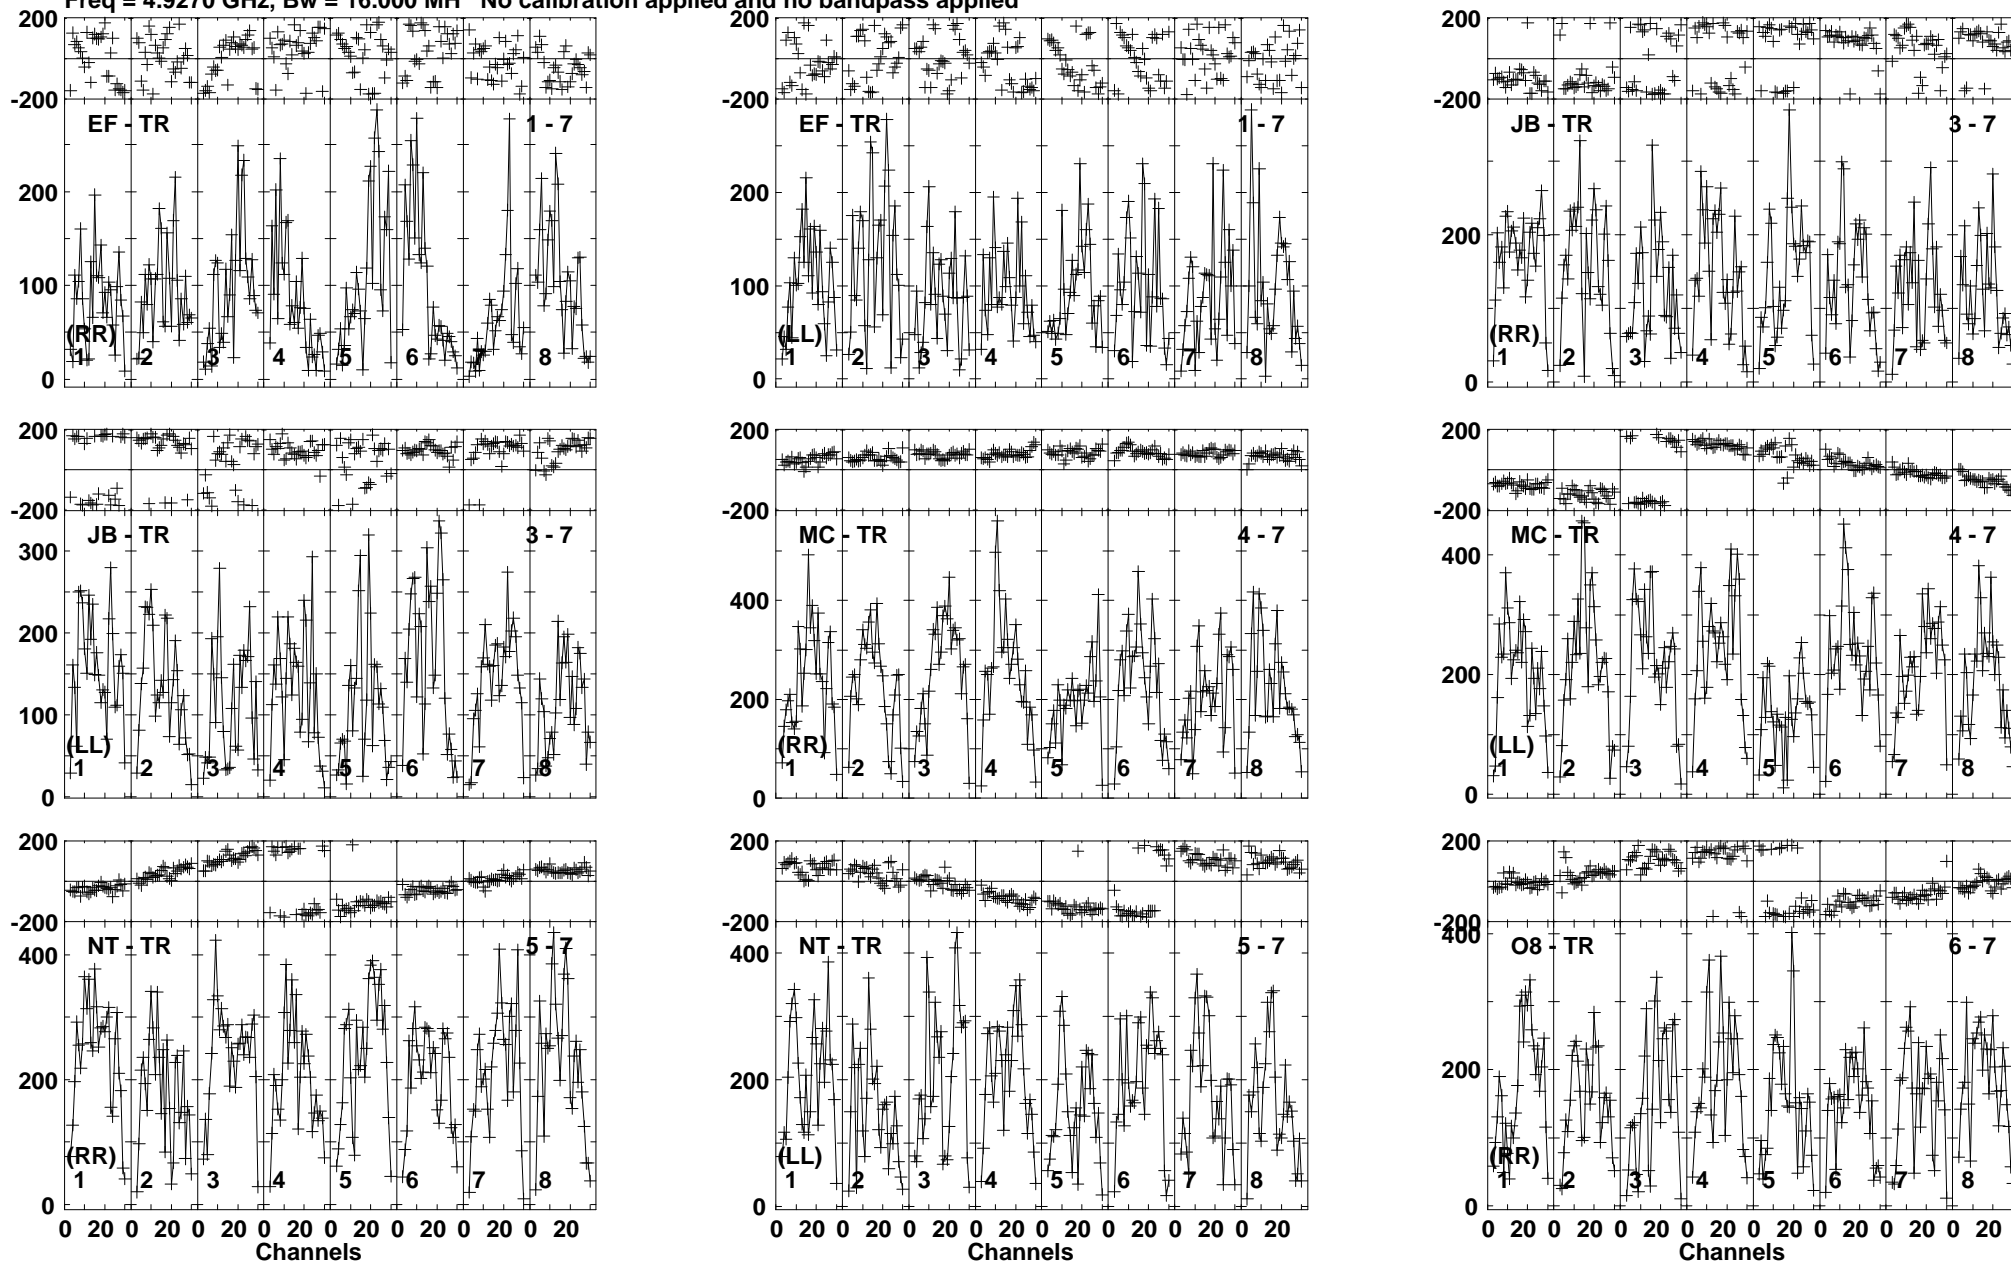 Freq = 4.9270 GHz, Bw = 16.000 MH No calibration applied and no bandpass applied
200 200 200
-200 -200 -200
EF - TR 1 - 7 EF - TR 1 - 7 JB - TR 3 - 7
200 200 200
100 100
(RR) (LL) (RR)
1 2 3 4 5 6 7 8 1 2 3 4 5 6 7 8 1 2 3 4 5 6 7 8
0 0 0
200 200 200
-200 -200 -200
JB - TR 3 - 7 MC - TR 4 - 7 MC - TR 4 - 7
300 400 400
200 200 200
100
(LL) (RR) (LL)
1 2 3 4 5 6 7 8 1 2 3 4 5 6 7 8 1 2 3 4 5 6 7 8
0 0 0
200 200 200
-200 -200 -200
NT - TR 5 - 7 NT - TR 5 - 7 O8 - TR 6 - 7
400 400 400
200 200 200
(RR) (LL) (RR)
1 2 3 4 5 6 7 8 1 2 3 4 5 6 7 8 1 2 3 4 5 6 7 8
0 0 0
0 20 0 20 0 20 0 20 0 20 0 20 0 20 0 20 0 20 0 20 0 20 0 20 0 20 0 20 0 20 0 20 0 20 0 20 0 20 0 20 0 20 0 20 0 20 0 20
Channels Channels Channels